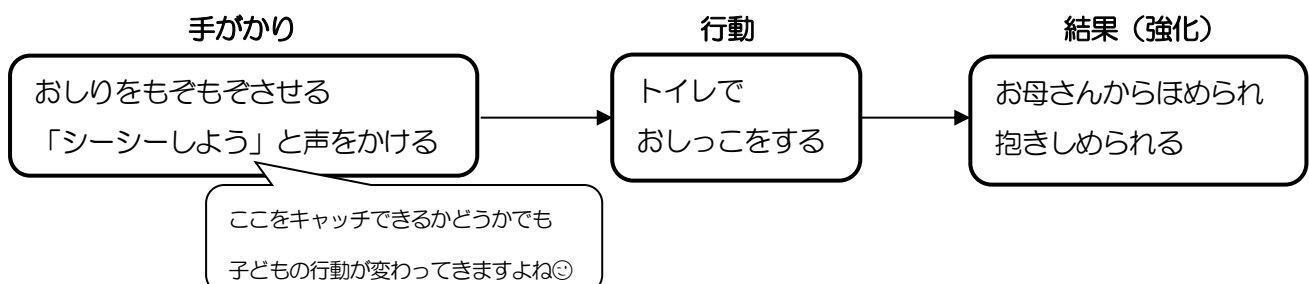 手がかり
おしりをもぞもぞさせる
「シーシーしよう」と声をかける
ここをキャッチできるかどうかでも
子どもの行動が変わってきますよね☺
行動
トイレで
おしっこをする
結果（強化）
お母さんからほめられ
抱きしめられる